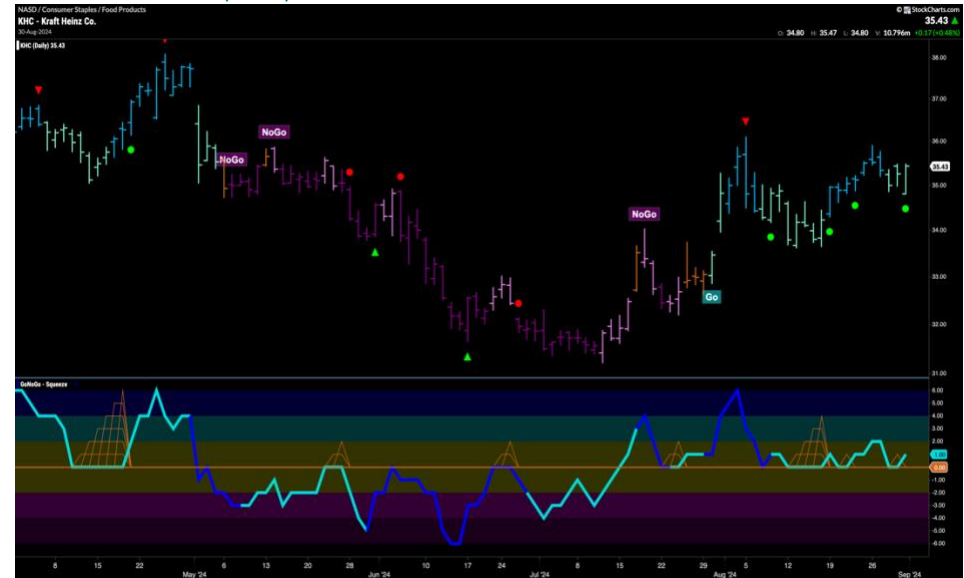 NASD / Consumer Staples / Food Products
© StockCharts.com
KHC - Kraft Heinz Co.
35.43 ▲
30-Aug-2024
O: 34.80 H: 35.47 L: 34.80 V: 10.796m +0.17 (+0.48%)
KHC (Daily) 35.43
38.00
37.00
NoGo
36.00
NoGo
35.43
35.00
NoGo
34.00
33.00
Go
32.00
31.00
GoNoGo - Squeeze
6.00
5.00
4.00
3.00
2.00
1.00
0.00
-1.00
-2.00
-3.00
-4.00
-5.00
-6.00
8 15 22 6 13 20 28 10 17 24 8 15 22 29 5 12 19 26
May '24 Jun '24 Jul '24 Aug '24 Sep '24